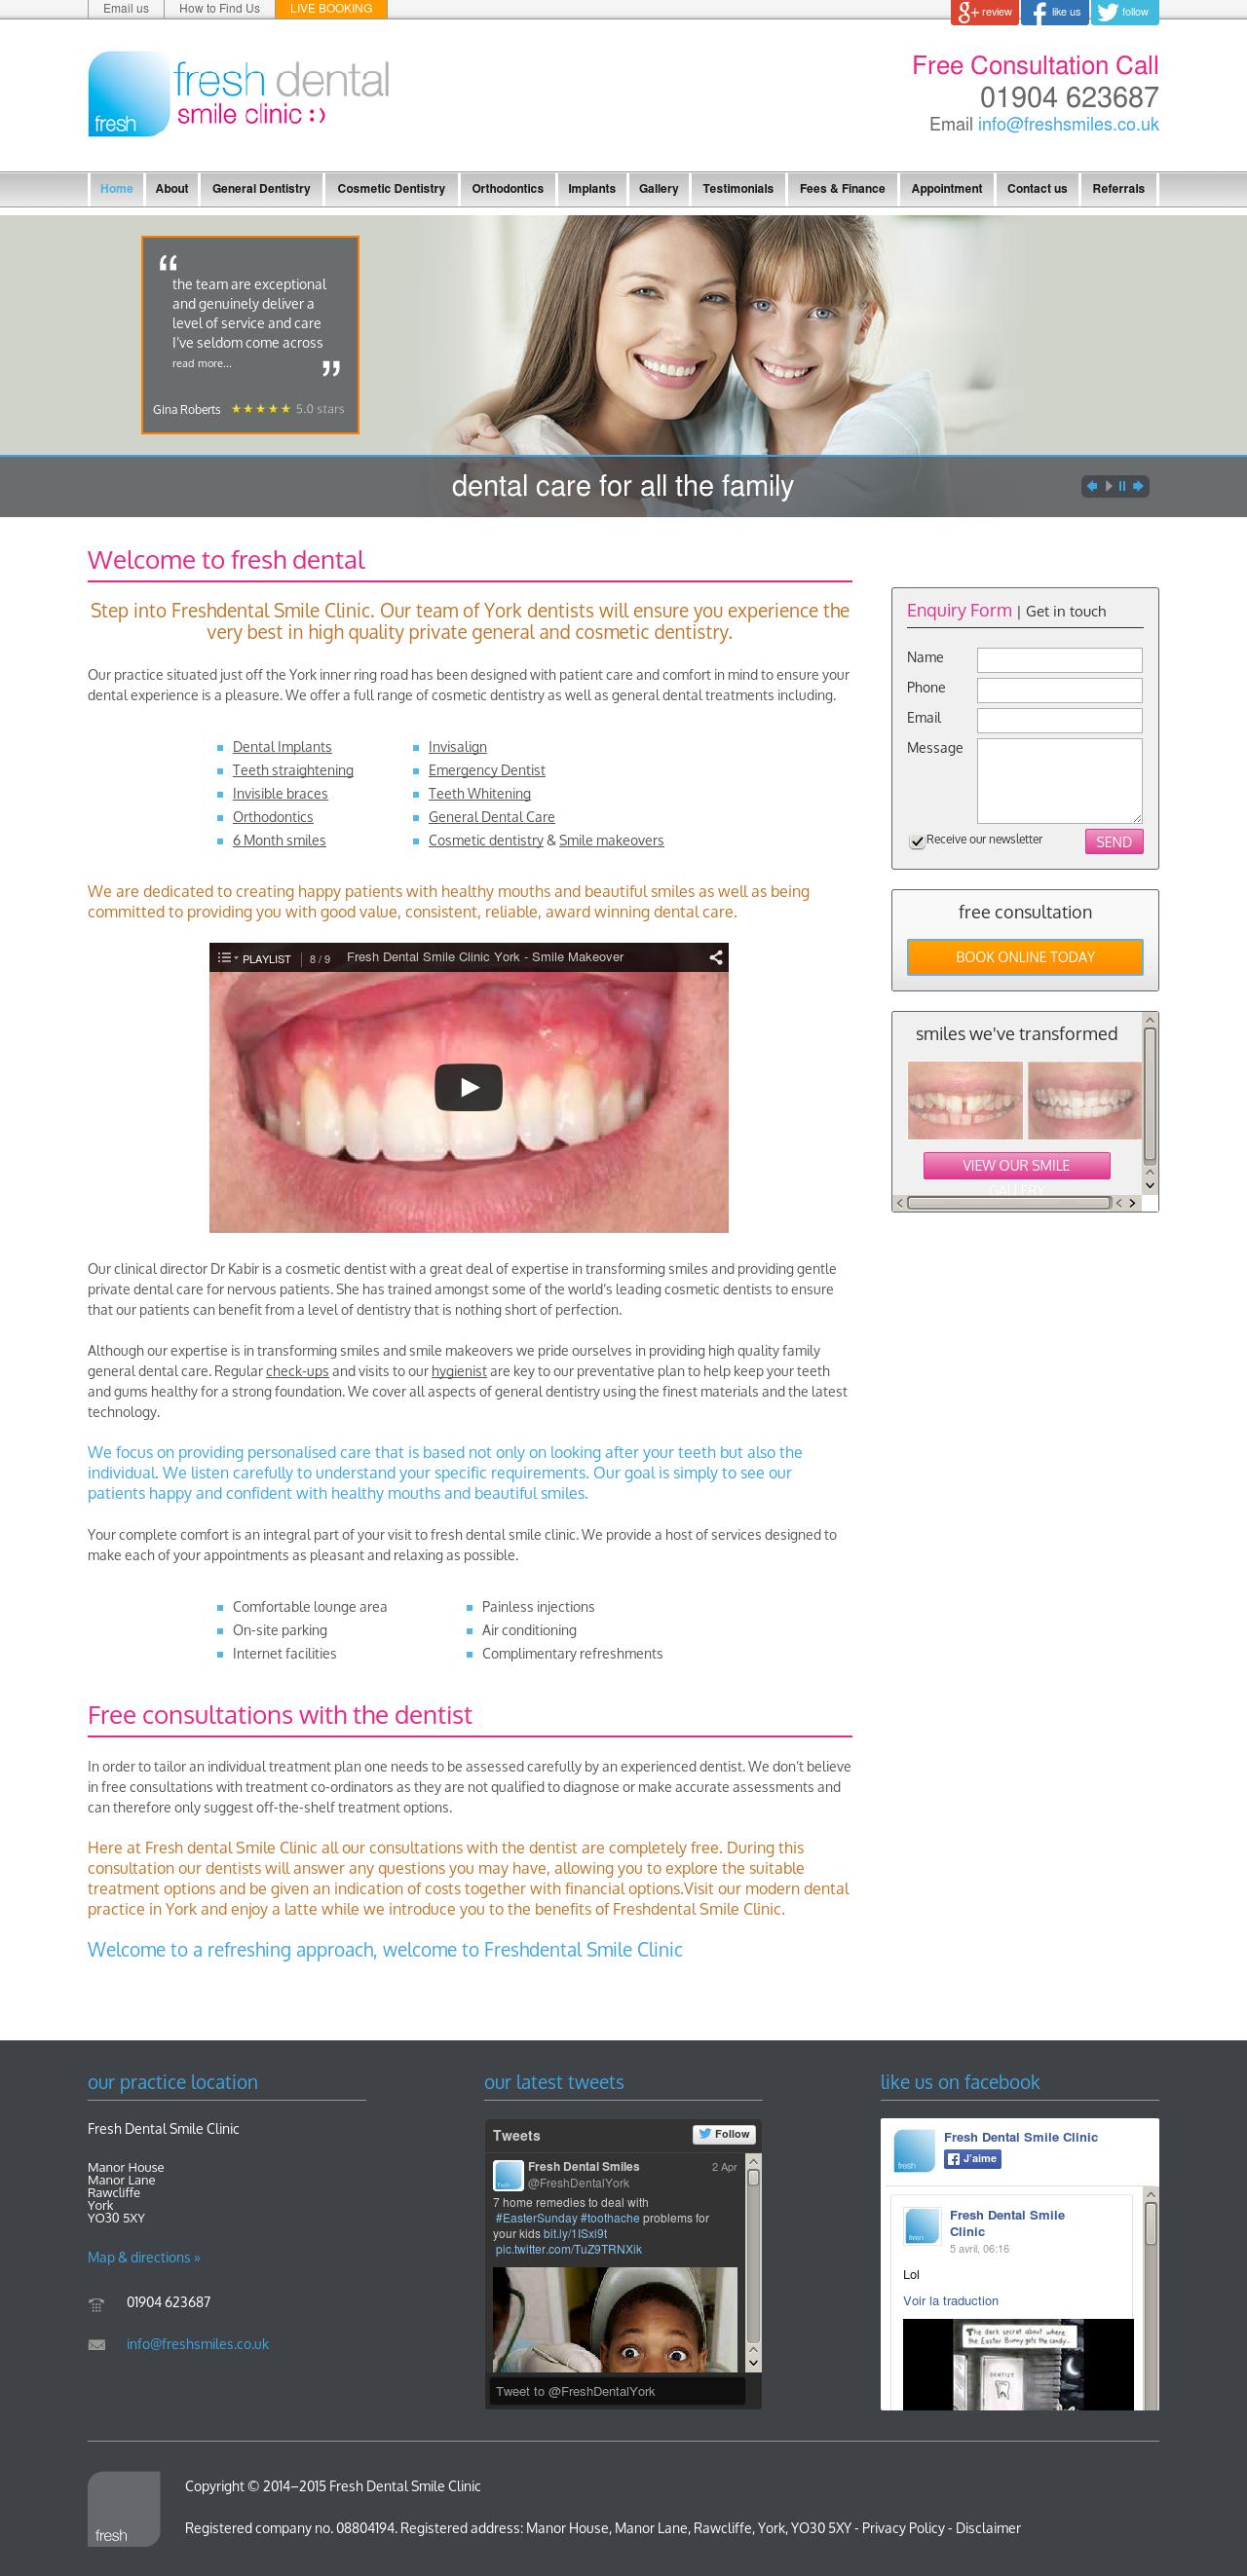 Email us
How to Find Us
LIVE BOOKING
review
like us
follow
fresh
fresh dental
smile clinic :)
Free Consultation Call
01904 623687
Email info@freshsmiles.co.uk
Home
About
General Dentistry
Cosmetic Dentistry
Orthodontics
Implants
Gallery
Testimonials
Fees & Finance
Appointment
Contact us
Referrals
“
the team are exceptional
and genuinely deliver a
level of service and care
I've seldom come across
read more...
”
Gina Roberts ★★★★★ 5.0 stars
dental care for all the family
Welcome to fresh dental
Step into Freshdental Smile Clinic. Our team of York dentists will ensure you experience the
very best in high quality private general and cosmetic dentistry.
Our practice situated just off the York inner ring road has been designed with patient care and comfort in mind to ensure your
dental experience is a pleasure. We offer a full range of cosmetic dentistry as well as general dental treatments including.
Dental Implants
Teeth straightening
Invisible braces
Orthodontics
6 Month smiles
Invisalign
Emergency Dentist
Teeth Whitening
General Dental Care
Cosmetic dentistry & Smile makeovers
We are dedicated to creating happy patients with healthy mouths and beautiful smiles as well as being
committed to providing you with good value, consistent, reliable, award winning dental care.
PLAYLIST
8 / 9
Fresh Dental Smile Clinic York - Smile Makeover
Our clinical director Dr Kabir is a cosmetic dentist with a great deal of expertise in transforming smiles and providing gentle
private dental care for nervous patients. She has trained amongst some of the world's leading cosmetic dentists to ensure
that our patients can benefit from a level of dentistry that is nothing short of perfection.
Although our expertise is in transforming smiles and smile makeovers we pride ourselves in providing high quality family
general dental care. Regular check-ups and visits to our hygienist are key to our preventative plan to help keep your teeth
and gums healthy for a strong foundation. We cover all aspects of general dentistry using the finest materials and the latest
technology.
We focus on providing personalised care that is based not only on looking after your teeth but also the
individual. We listen carefully to understand your specific requirements. Our goal is simply to see our
patients happy and confident with healthy mouths and beautiful smiles.
Your complete comfort is an integral part of your visit to fresh dental smile clinic. We provide a host of services designed to
make each of your appointments as pleasant and relaxing as possible.
Comfortable lounge area
On-site parking
Internet facilities
Painless injections
Air conditioning
Complimentary refreshments
Free consultations with the dentist
In order to tailor an individual treatment plan one needs to be assessed carefully by an experienced dentist. We don't believe
in free consultations with treatment co-ordinators as they are not qualified to diagnose or make accurate assessments and
can therefore only suggest off-the-shelf treatment options.
Here at Fresh dental Smile Clinic all our consultations with the dentist are completely free. During this
consultation our dentists will answer any questions you may have, allowing you to explore the suitable
treatment options and be given an indication of costs together with financial options.Visit our modern dental
practice in York and enjoy a latte while we introduce you to the benefits of Freshdental Smile Clinic.
Welcome to a refreshing approach, welcome to Freshdental Smile Clinic
Enquiry Form | Get in touch
Name
Phone
Email
Message
Receive our newsletter
SEND
free consultation
BOOK ONLINE TODAY
smiles we've transformed
VIEW OUR SMILE
GALLERY
our practice location
Fresh Dental Smile Clinic
Manor House
Manor Lane
Rawcliffe
York
YO30 5XY
Map & directions »
01904 623687
info@freshsmiles.co.uk
our latest tweets
Tweets
Follow
Fresh Dental Smiles
2 Apr
@FreshDentalYork
7 home remedies to deal with
#EasterSunday #toothache problems for
your kids bit.ly/1ISxi9t
pic.twitter.com/TuZ9TRNXik
Tweet to @FreshDentalYork
like us on facebook
fresh
Fresh Dental Smile Clinic
J'aime
fresh
Fresh Dental Smile
Clinic
5 avril, 06:16
Lol
Voir la traduction
The dark secret about where
the Easter Bunny gets the candy...
DENTIST
fresh
Copyright © 2014–2015 Fresh Dental Smile Clinic
Registered company no. 08804194. Registered address: Manor House, Manor Lane, Rawcliffe, York, YO30 5XY - Privacy Policy - Disclaimer